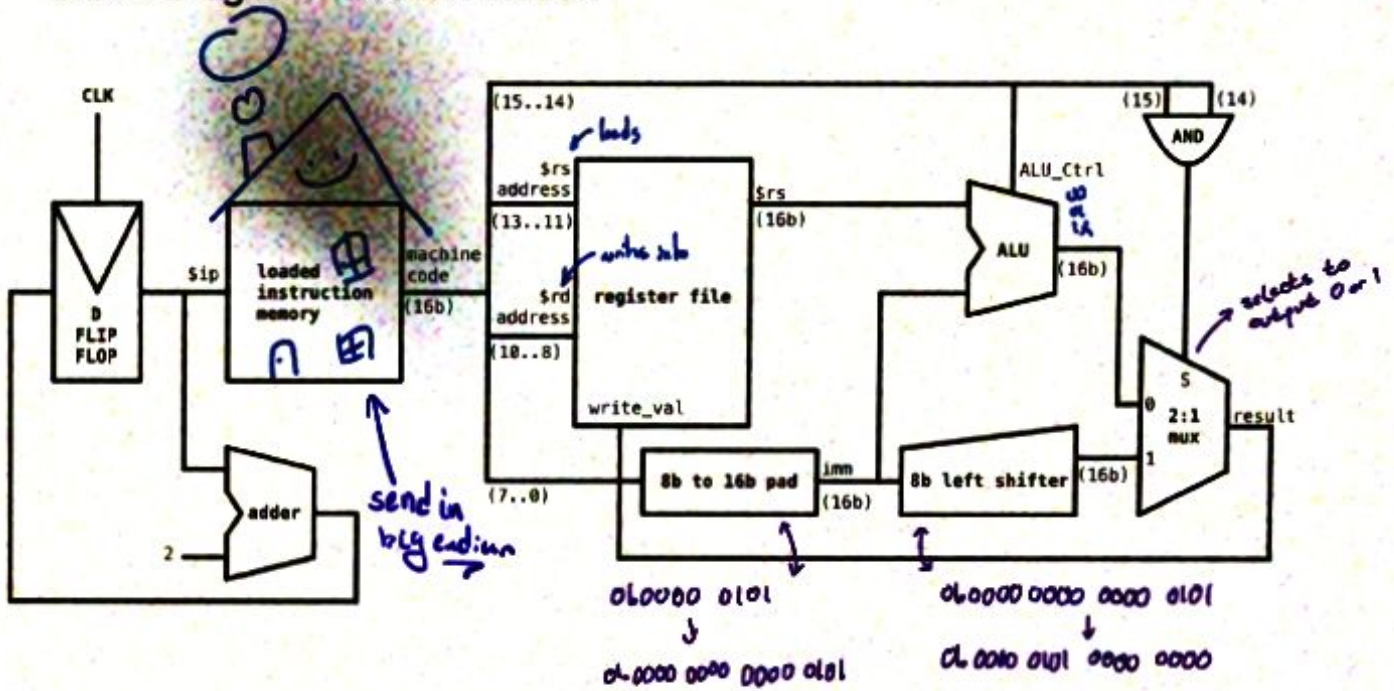 CLK
(15..14)
(15)
(14)
AND
$rs
address
(13..11)
$rs
(16b)
ALU_Ctrl
ALU
(16b)
D
FLIP
FLOP
$ip
loaded
instruction
memory
machine
code
(16b)
$rd
address
(10..8)
register file
write_val
selects to
output 0 or 1
S
0
2:1
mux
1
result
(7..0)
8b to 16b pad
imm
(16b)
8b left shifter
(16b)
adder
2
send in
big endian
0b0000 0101
0b0000 0000 0000 0101
0b0000 0000 0000 0101
0b 0000 0101 0000 0000